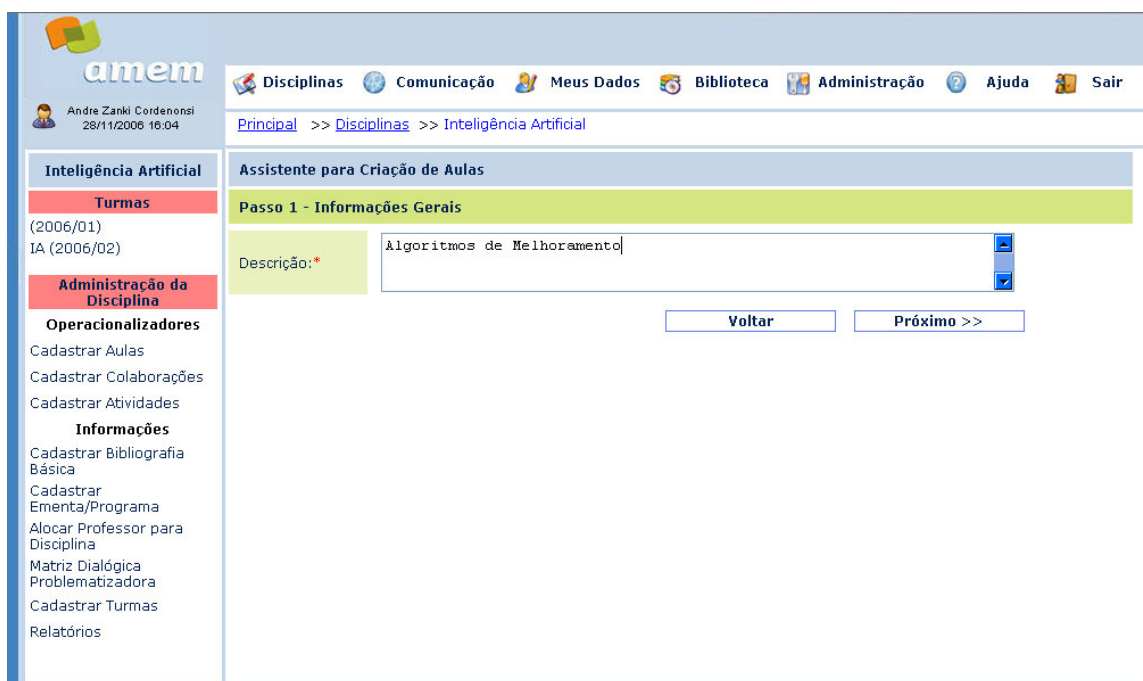 amem
Andre Zanki Cordenonsi
28/11/2006 16:04
Disciplinas Comunicação Meus Dados Biblioteca Administração Ajuda Sair
Principal >> Disciplinas >> Inteligência Artificial
Inteligência Artificial
Turmas
(2006/01)
IA (2006/02)
Administração da
Disciplina
Operacionalizadores
Cadastrar Aulas
Cadastrar Colaborações
Cadastrar Atividades
Informações
Cadastrar Bibliografia
Básica
Cadastrar
Ementa/Programa
Alocar Professor para
Disciplina
Matriz Dialógica
Problematizadora
Cadastrar Turmas
Relatórios
Assistente para Criação de Aulas
Passo 1 - Informações Gerais
Descrição:*
Algoritmos de Melhoramento
Voltar
Próximo >>